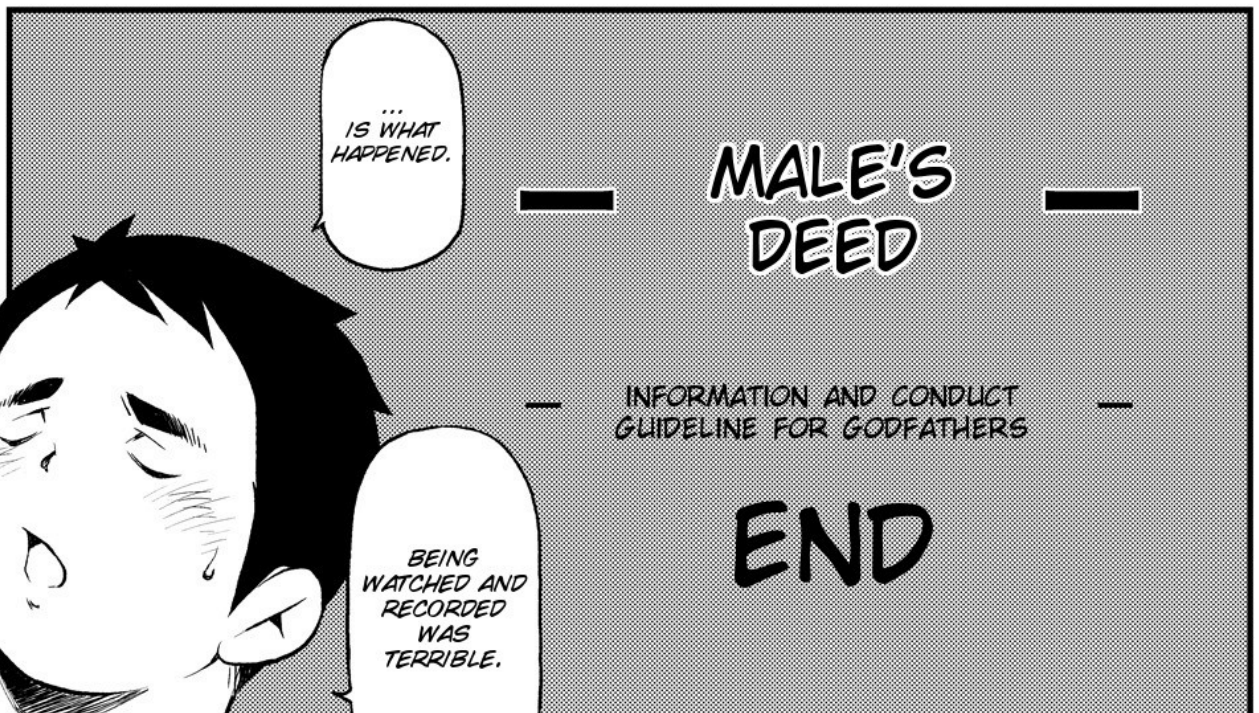 ...
IS WHAT
HAPPENED.
MALE'S
DEED
INFORMATION AND CONDUCT
GUIDELINE FOR GODFATHERS
END
BEING
WATCHED AND
RECORDED
WAS
TERRIBLE.